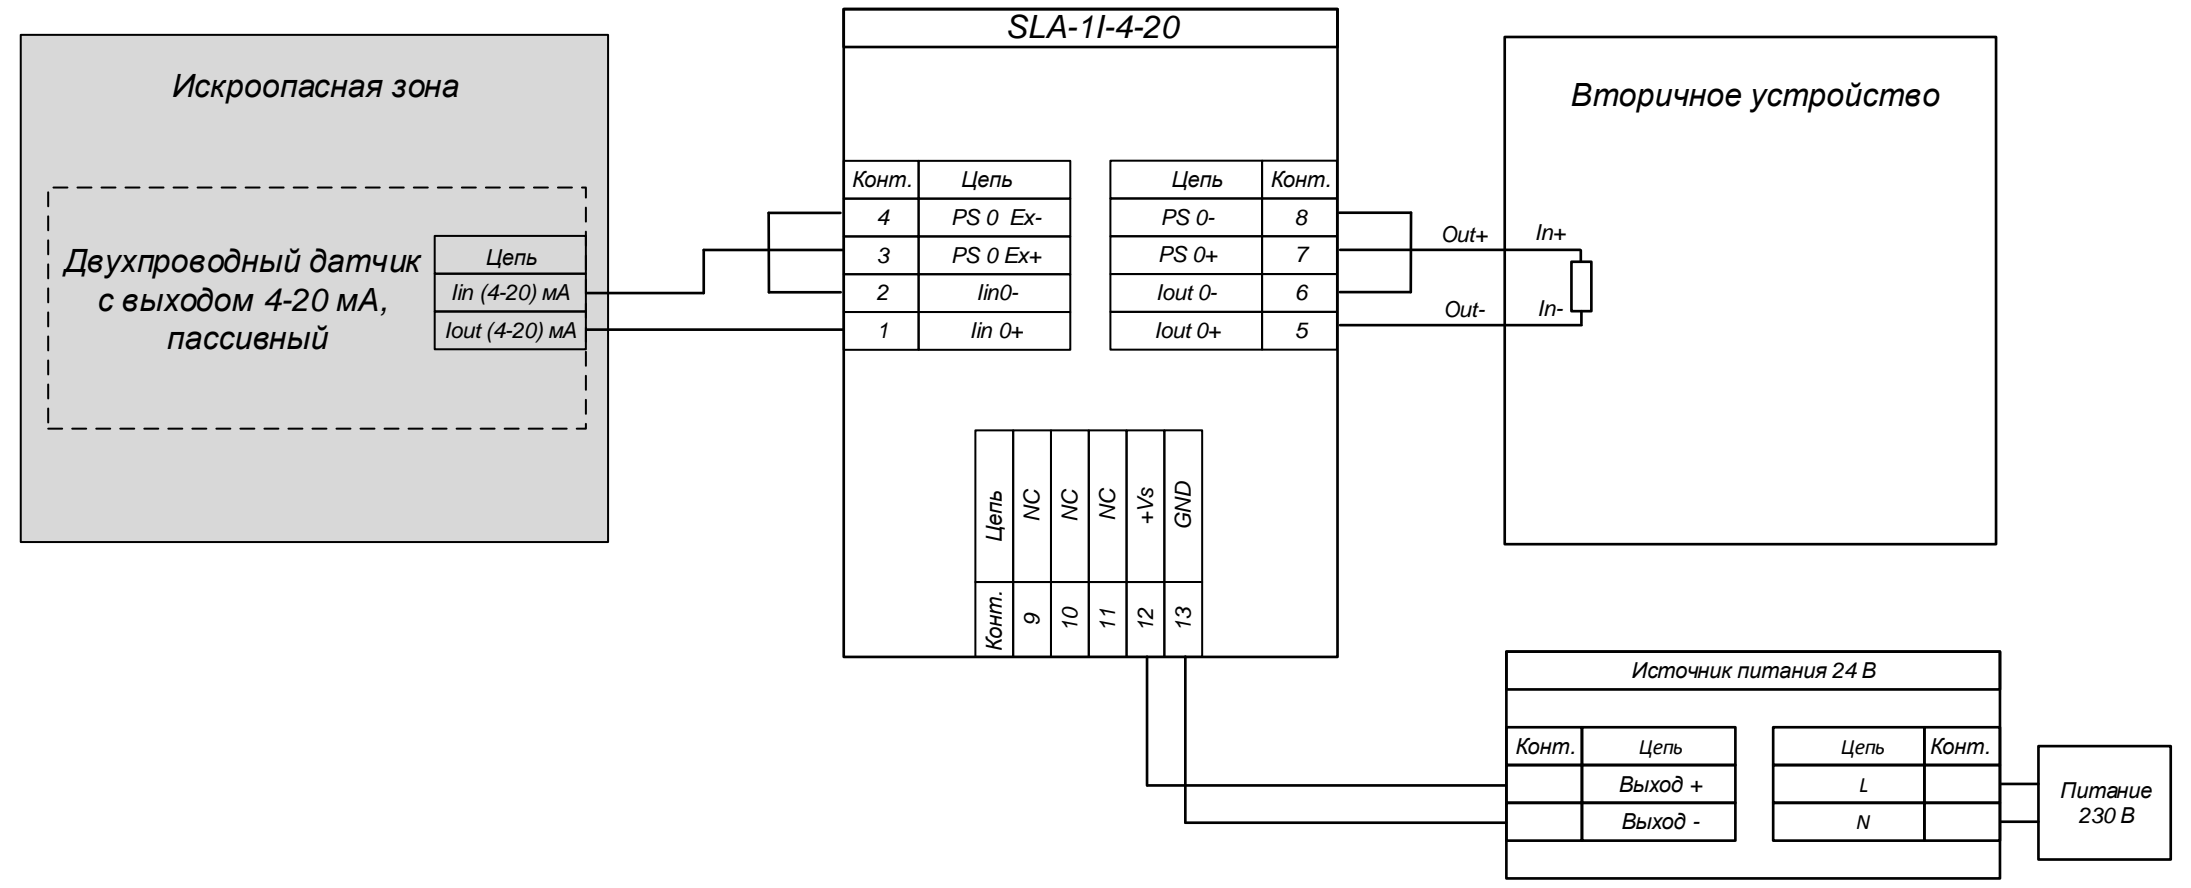 SLA-1I-4-20
Искроопасная зона
Двухпроводный датчик
с выходом 4-20 мА,
пассивный
Цепь
Iin (4-20) мА
Iout (4-20) мА
Конт. Цепь
4 PS 0 Ex-
3 PS 0 Ex+
2 Iin0-
1 Iin 0+
Цепь Конт.
PS 0- 8
PS 0+ 7
Iout 0- 6
Iout 0+ 5
Out+ In+
Out- In-
Вторичное устройство
Цепь NC NC NC +Vs GND
Конт. 9 10 11 12 13
Источник питания 24 В
Конт. Цепь
Выход +
Выход -
Цепь Конт.
L
N
Питание
230 В